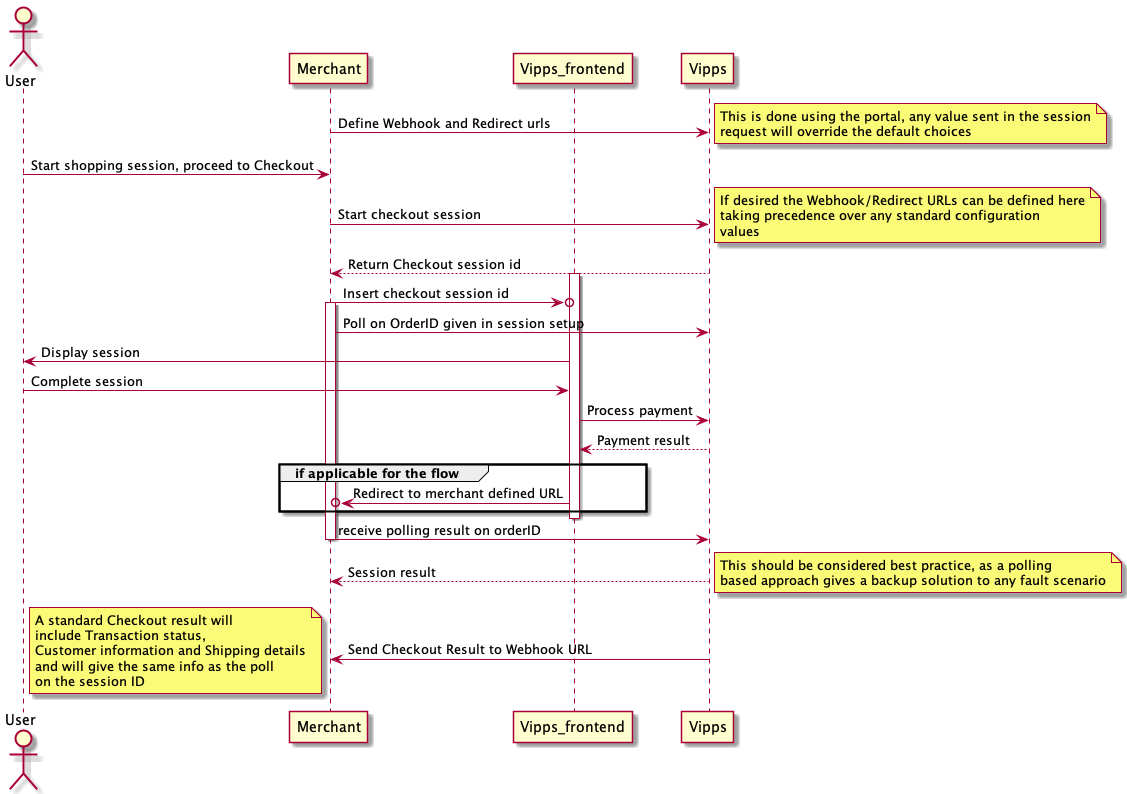 User
Merchant
Vipps_frontend
Vipps
Define Webhook and Redirect urls
This is done using the portal, any value sent in the session
request will override the default choices
Start shopping session, proceed to Checkout
Start checkout session
If desired the Webhook/Redirect URLs can be defined here
taking precedence over any standard configuration
values
Return Checkout session id
Insert checkout session id
Poll on OrderID given in session setup
Display session
Complete session
Process payment
Payment result
if applicable for the flow
Redirect to merchant defined URL
receive polling result on orderID
Session result
This should be considered best practice, as a polling
based approach gives a backup solution to any fault scenario
A standard Checkout result will
include Transaction status,
Customer information and Shipping details
and will give the same info as the poll
on the session ID
Send Checkout Result to Webhook URL
User
Merchant
Vipps_frontend
Vipps